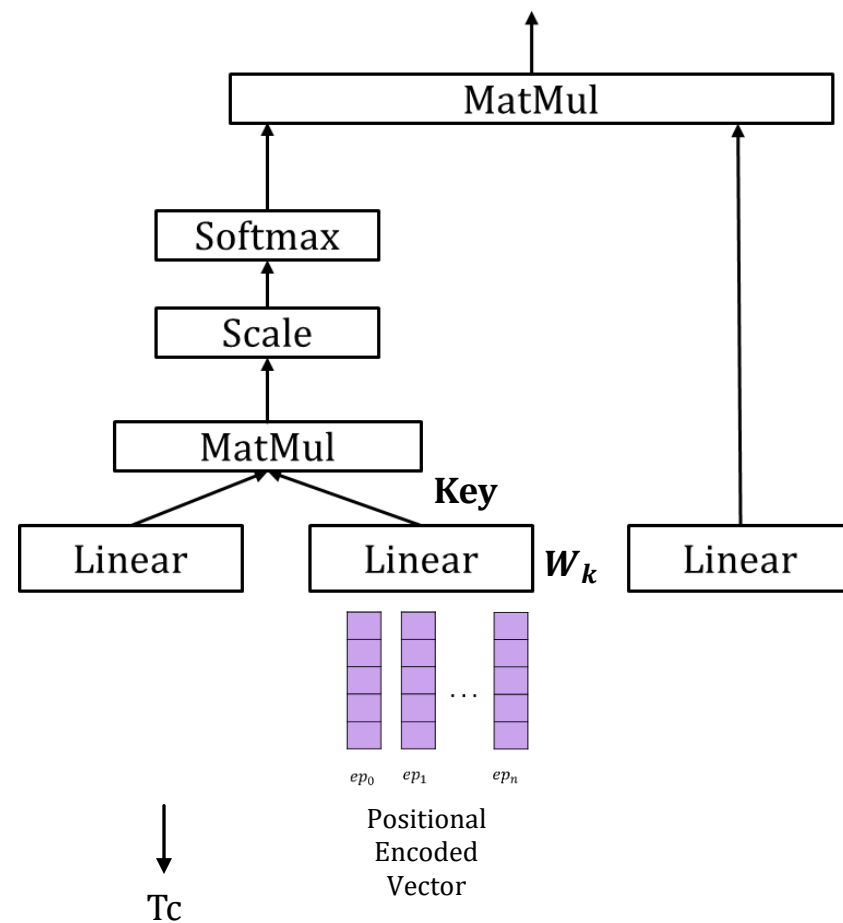 MatMul
Softmax
Scale
MatMul
Key
Linear
Linear
W_k
Linear
...
ep_0
ep_1
ep_n
Positional
Encoded
Vector
Tc